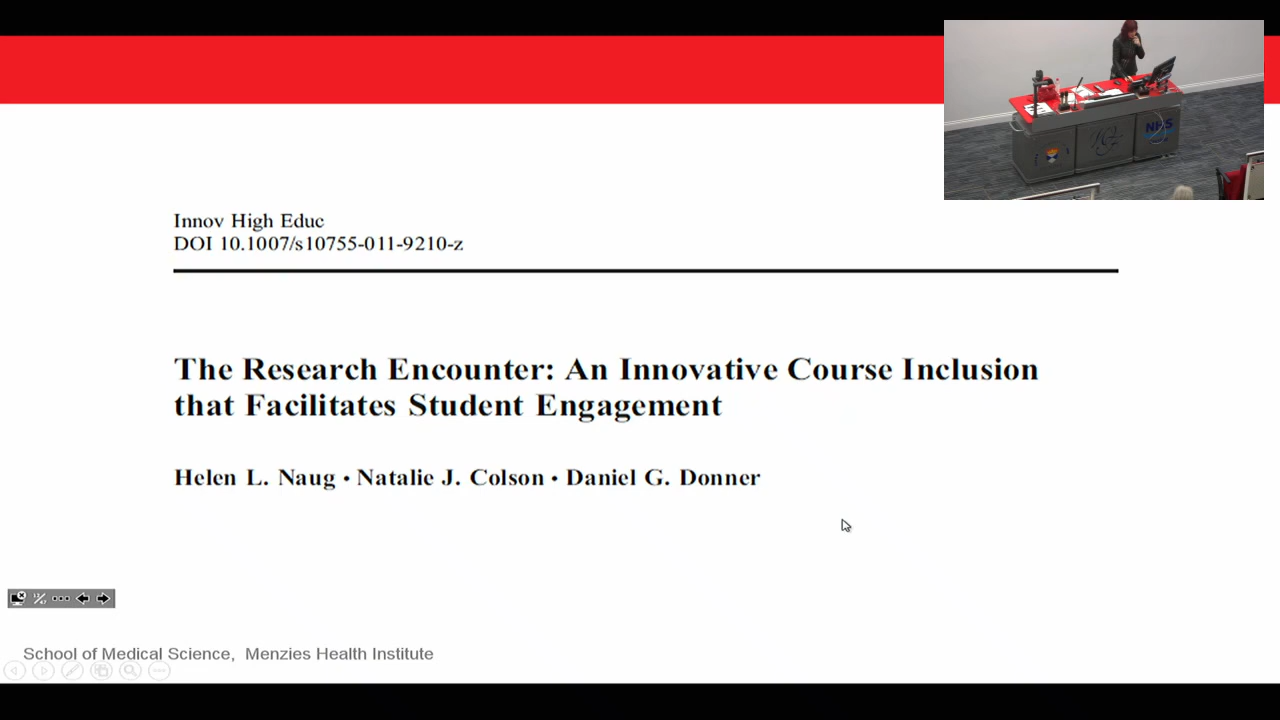 Innov High Educ
DOI 10.1007/s10755-011-9210-z
The Research Encounter: An Innovative Course Inclusion
that Facilitates Student Engagement
Helen L. Naug • Natalie J. Colson • Daniel G. Donner
School of Medical Science, Menzies Health Institute
NHS